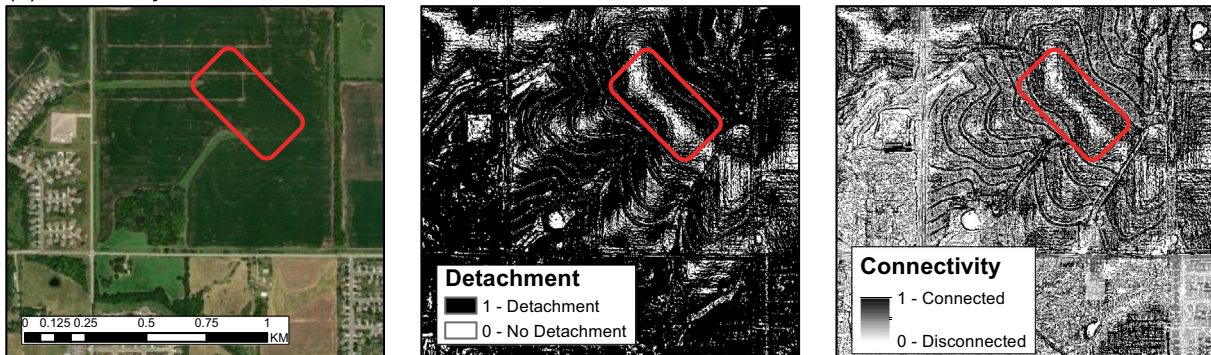 0 0.125 0.25 0.5 0.75 1
KM
Detachment
1 - Detachment
0 - No Detachment
Connectivity
1 - Connected
0 - Disconnected